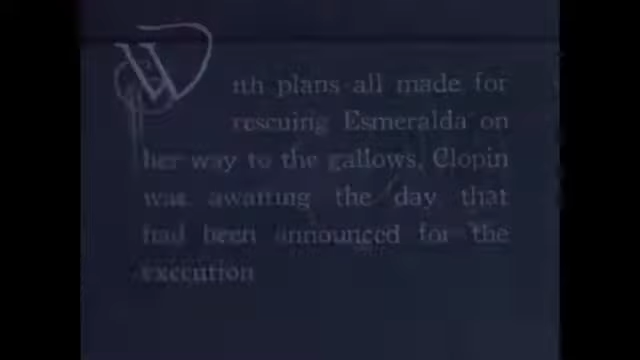 With plans all made for
rescuing Esmeralda on
her way to the gallows, Clopin
was awaiting the day that
had been announced for the
execution